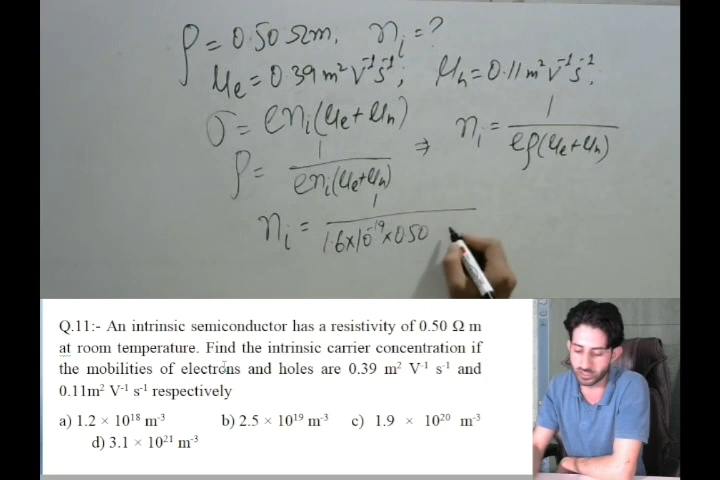 ρ = 0.50 Ωm, nᵢ = ?
μe = 0.39 m² V⁻¹ s⁻¹; μh = 0.11 m² V⁻¹ s⁻¹.
σ = enᵢ(μe + μh)
ρ = 1 / enᵢ(μe + μh) ⇒ nᵢ = 1 / eρ(μe + μh)
nᵢ = 1 / 1.6 × 10⁻¹⁹ × 0.50
Q.11:- An intrinsic semiconductor has a resistivity of 0.50 Ω m
at room temperature. Find the intrinsic carrier concentration if
the mobilities of electrons and holes are 0.39 m² V⁻¹ s⁻¹ and
0.11m² V⁻¹ s⁻¹ respectively
a) 1.2 × 10¹⁸ m⁻³ b) 2.5 × 10¹⁹ m⁻³ c) 1.9 × 10²⁰ m⁻³
d) 3.1 × 10²¹ m⁻³